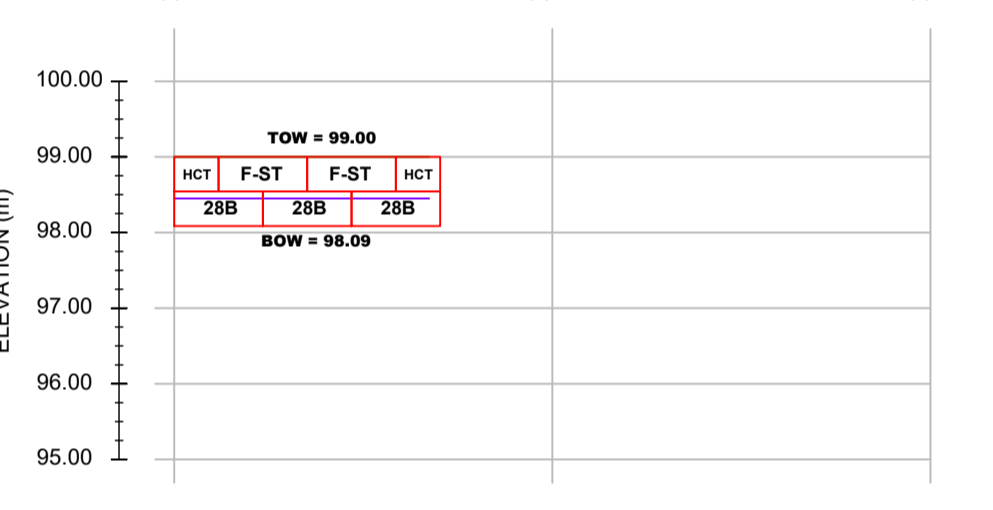 100.00
TOW = 99.00
99.00
HCT F-ST F-ST HCT
28B 28B 28B
98.00
BOW = 98.09
97.00
96.00
95.00
ELEVATION (m)